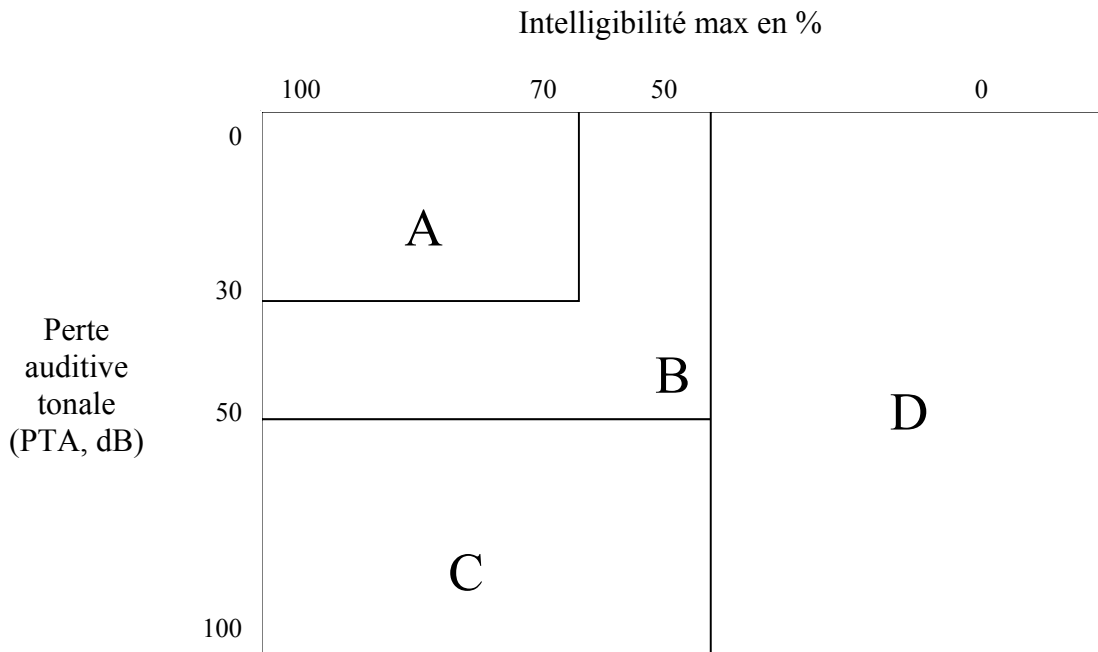 Intelligibilité max en %
100 70 50 0
0
A
30
Perte
auditive
tonale
(PTA, dB)
B
50
D
C
100